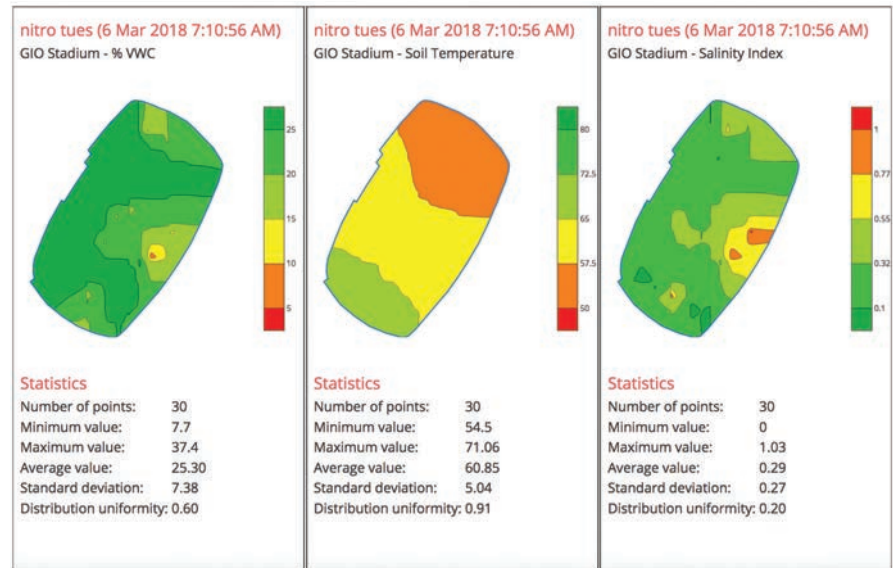 nitro tues (6 Mar 2018 7:10:56 AM)
GIO Stadium - % VWC
25
20
15
10
5
Statistics
Number of points: 30
Minimum value: 7.7
Maximum value: 37.4
Average value: 25.30
Standard deviation: 7.38
Distribution uniformity: 0.60
nitro tues (6 Mar 2018 7:10:56 AM)
GIO Stadium - Soil Temperature
80
72.5
65
57.5
50
Statistics
Number of points: 30
Minimum value: 54.5
Maximum value: 71.06
Average value: 60.85
Standard deviation: 5.04
Distribution uniformity: 0.91
nitro tues (6 Mar 2018 7:10:56 AM)
GIO Stadium - Salinity Index
1
0.77
0.55
0.32
0.1
Statistics
Number of points: 30
Minimum value: 0
Maximum value: 1.03
Average value: 0.29
Standard deviation: 0.27
Distribution uniformity: 0.20